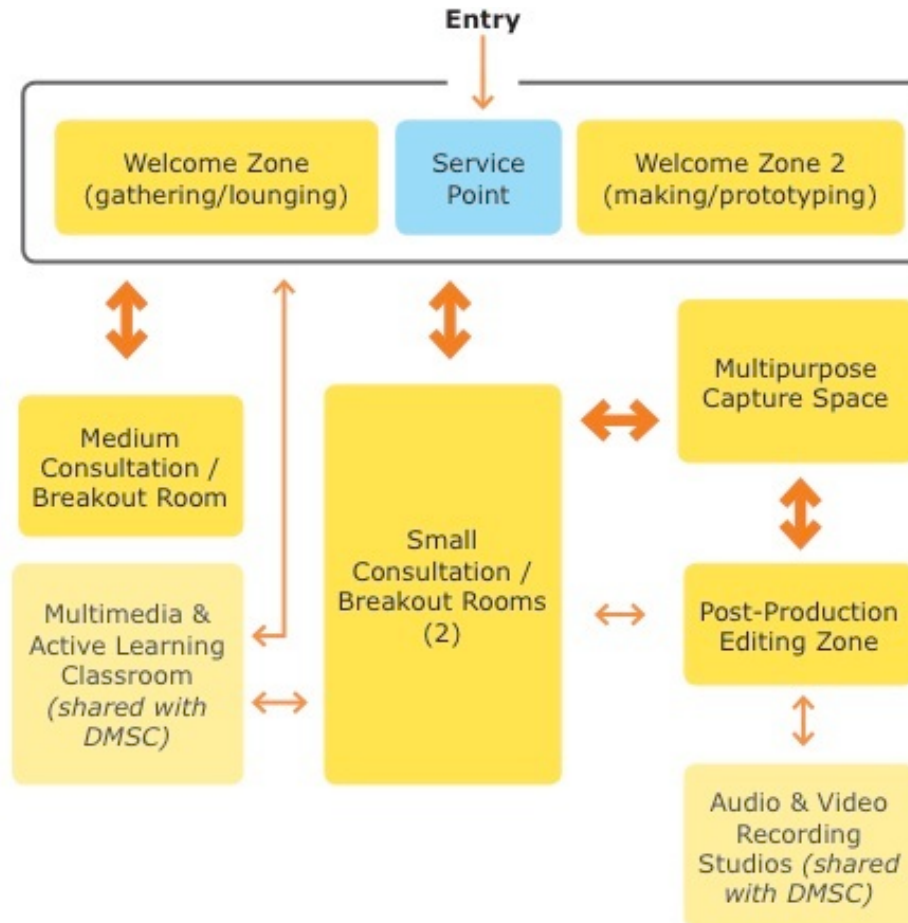 Entry
Welcome Zone
(gathering/lounging)
Service
Point
Welcome Zone 2
(making/prototyping)
Multipurpose
Capture Space
Medium
Consultation /
Breakout Room
Small
Consultation /
Breakout Rooms
(2)
Multimedia &
Active Learning
Classroom
(shared with
DMSC)
Post-Production
Editing Zone
Audio & Video
Recording
Studios (shared
with DMSC)